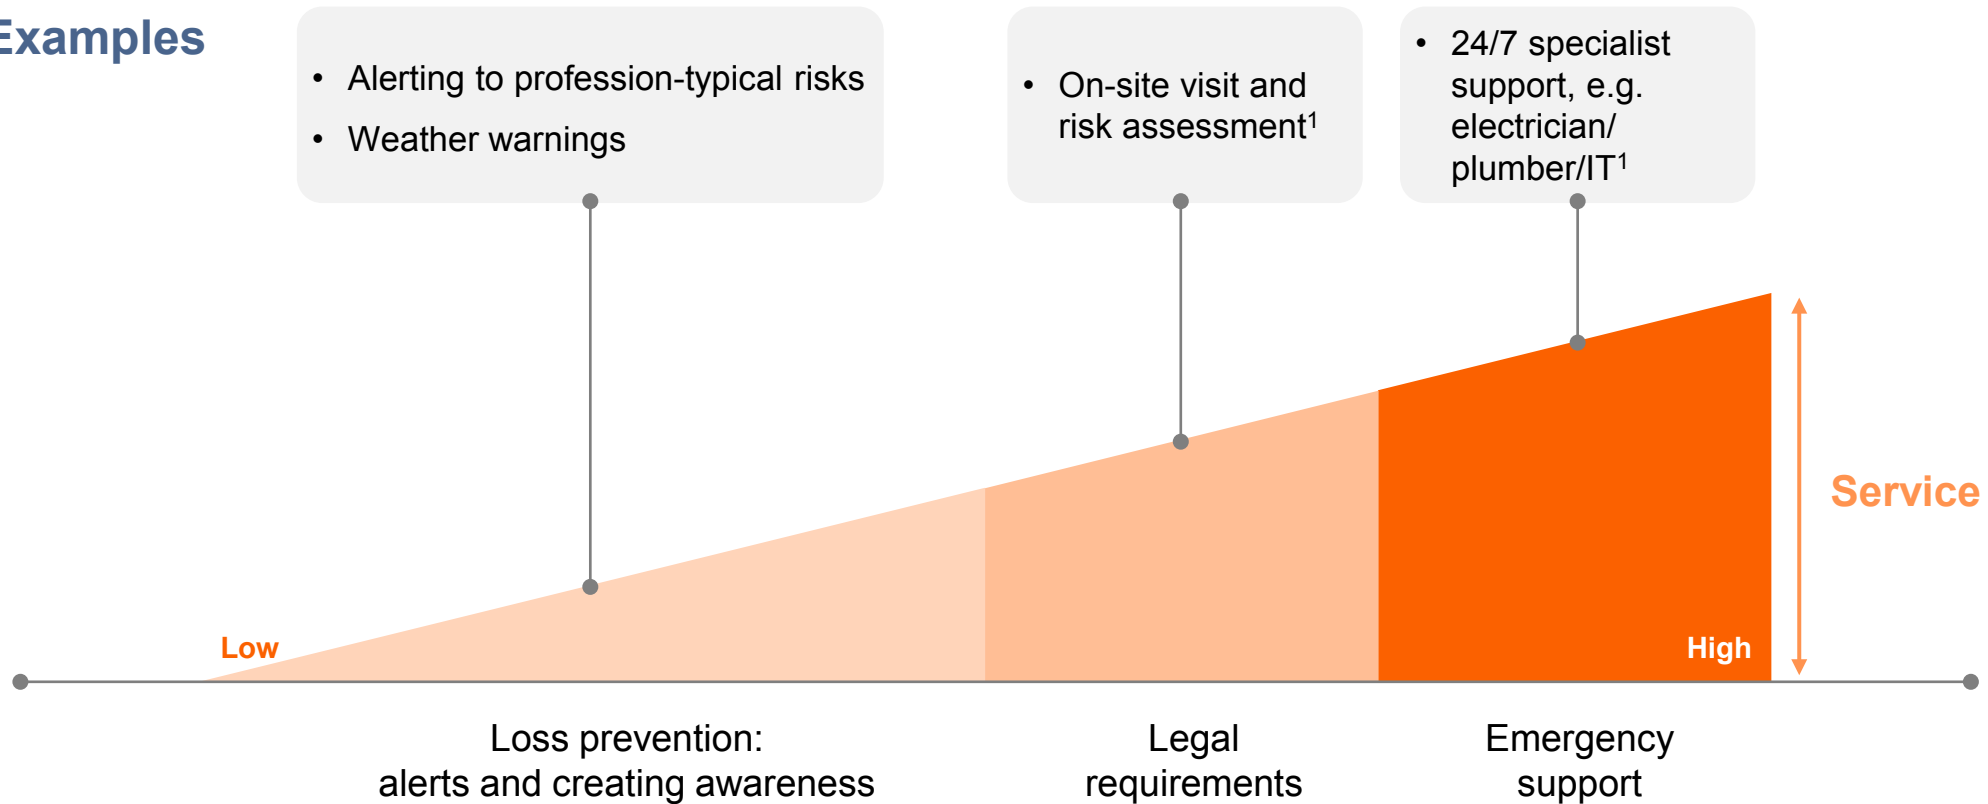 Examples
• Alerting to profession-typical risks
• Weather warnings
• On-site visit and
risk assessment¹
• 24/7 specialist
support, e.g.
electrician/
plumber/IT¹
Service
Low
High
Loss prevention:
alerts and creating awareness
Legal
requirements
Emergency
support